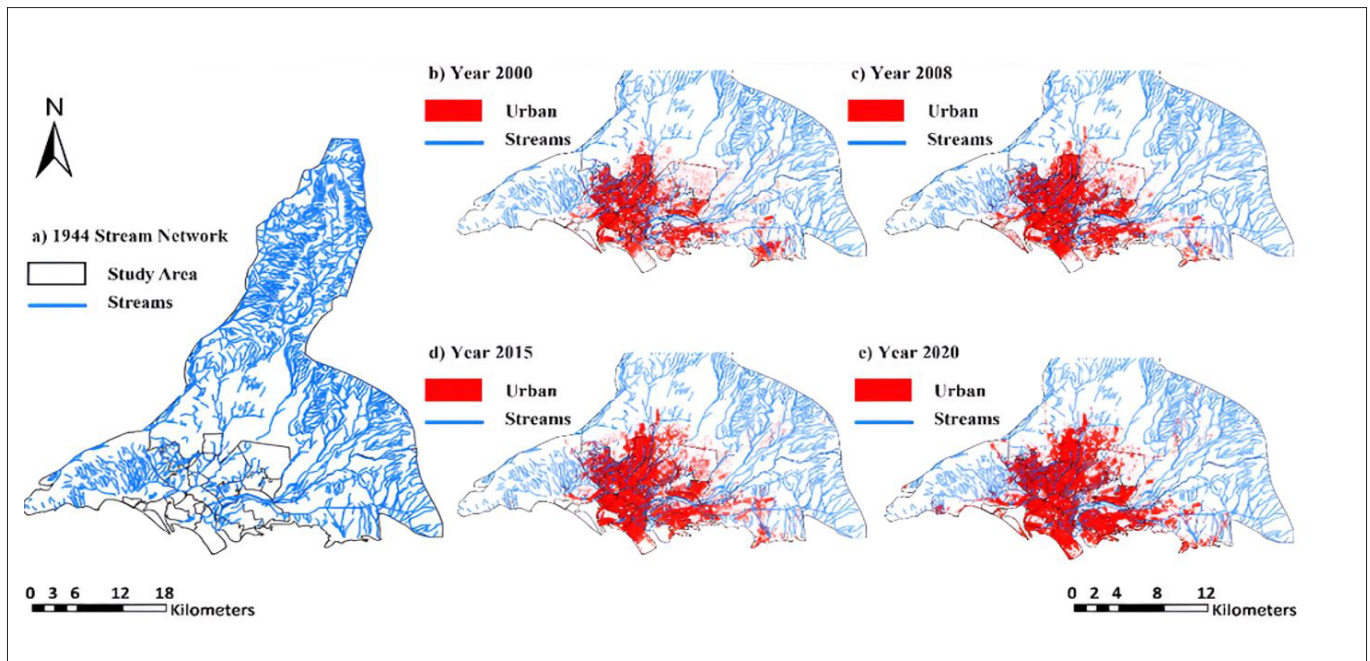 N
a) 1944 Stream Network
Study Area
Streams
0 3 6 12 18
Kilometers
b) Year 2000
Urban
Streams
c) Year 2008
Urban
Streams
d) Year 2015
Urban
Streams
e) Year 2020
Urban
Streams
0 2 4 8 12
Kilometers